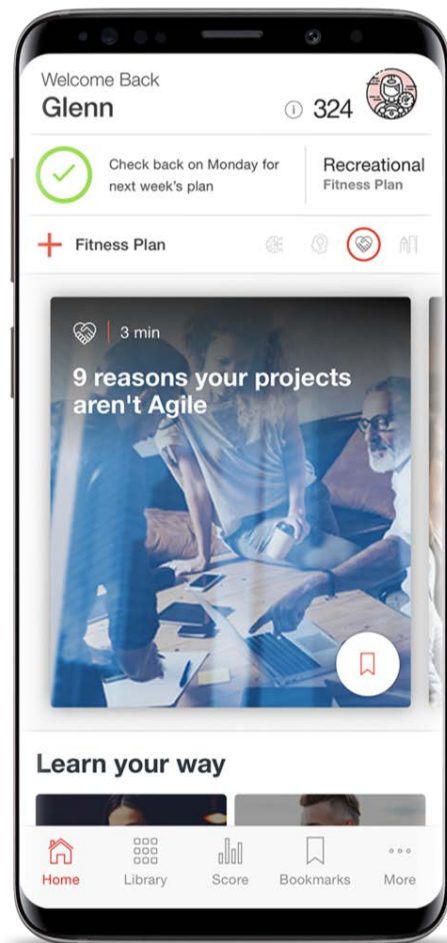 Welcome Back
Glenn
324
Check back on Monday for
next week's plan
Recreational
Fitness Plan
Fitness Plan
3 min
9 reasons your projects
aren't Agile
Learn your way
Home
Library
Score
Bookmarks
More